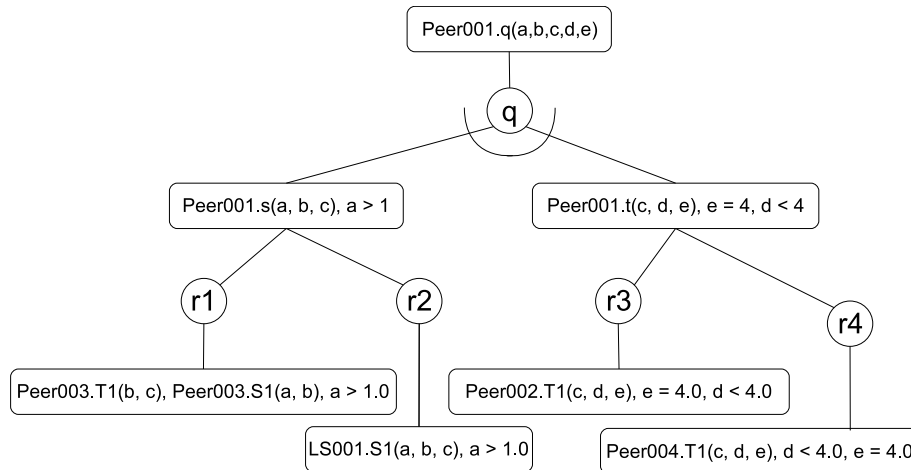 Peer001.q(a,b,c,d,e)
q
Peer001.s(a, b, c), a > 1
Peer001.t(c, d, e), e = 4, d < 4
r1
r2
r3
r4
Peer003.T1(b, c), Peer003.S1(a, b), a > 1.0
Peer002.T1(c, d, e), e = 4.0, d < 4.0
LS001.S1(a, b, c), a > 1.0
Peer004.T1(c, d, e), d < 4.0, e = 4.0